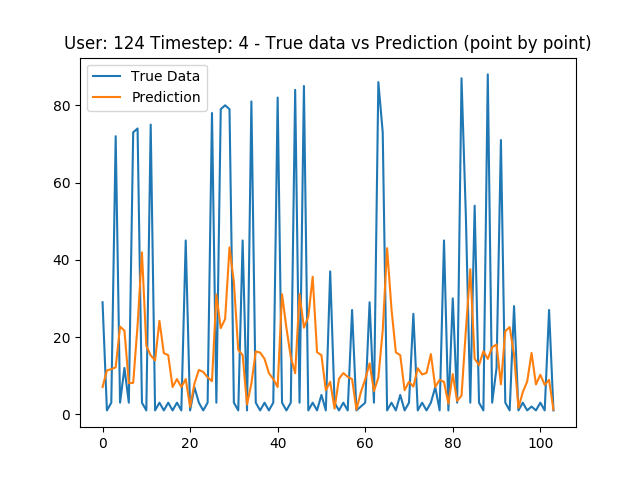 User: 124 Timestep: 4 - True data vs Prediction (point by point)
True Data
Prediction
80
60
40
20
0
0 20 40 60 80 100